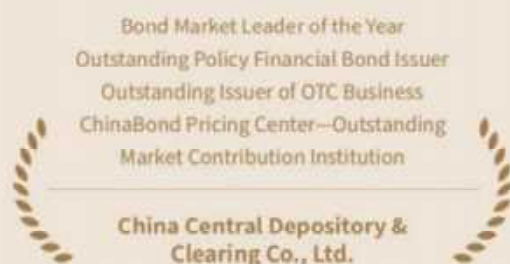 Bond Market Leader of the Year
Outstanding Policy Financial Bond Issuer
Outstanding Issuer of OTC Business
ChinaBond Pricing Center—Outstanding
Market Contribution Institution
China Central Depository &
Clearing Co., Ltd.